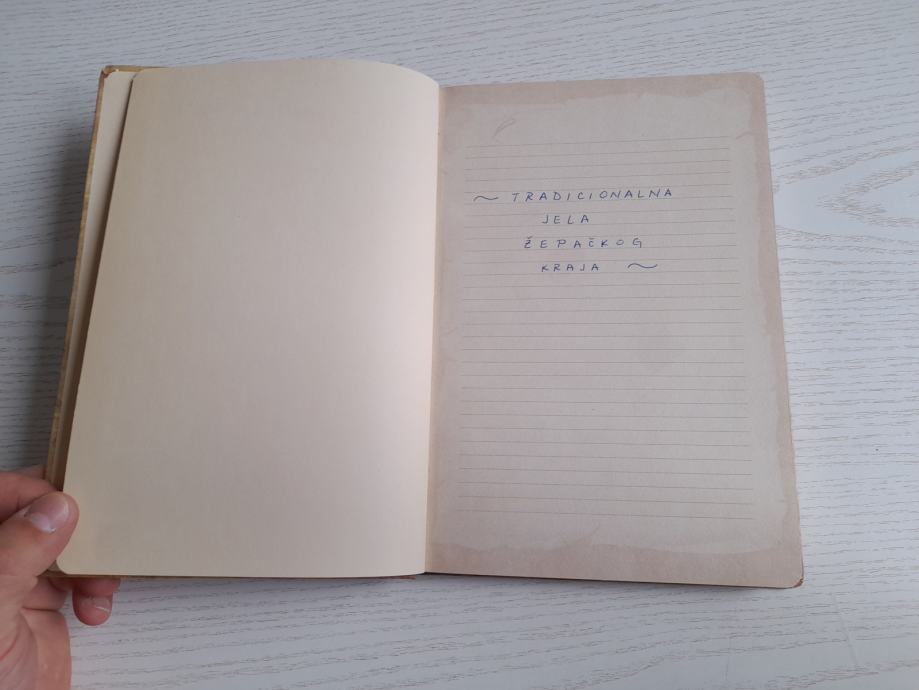 ~ TRADICIONALNA
JELA
ŽEPAČKOG
KRAJA ~